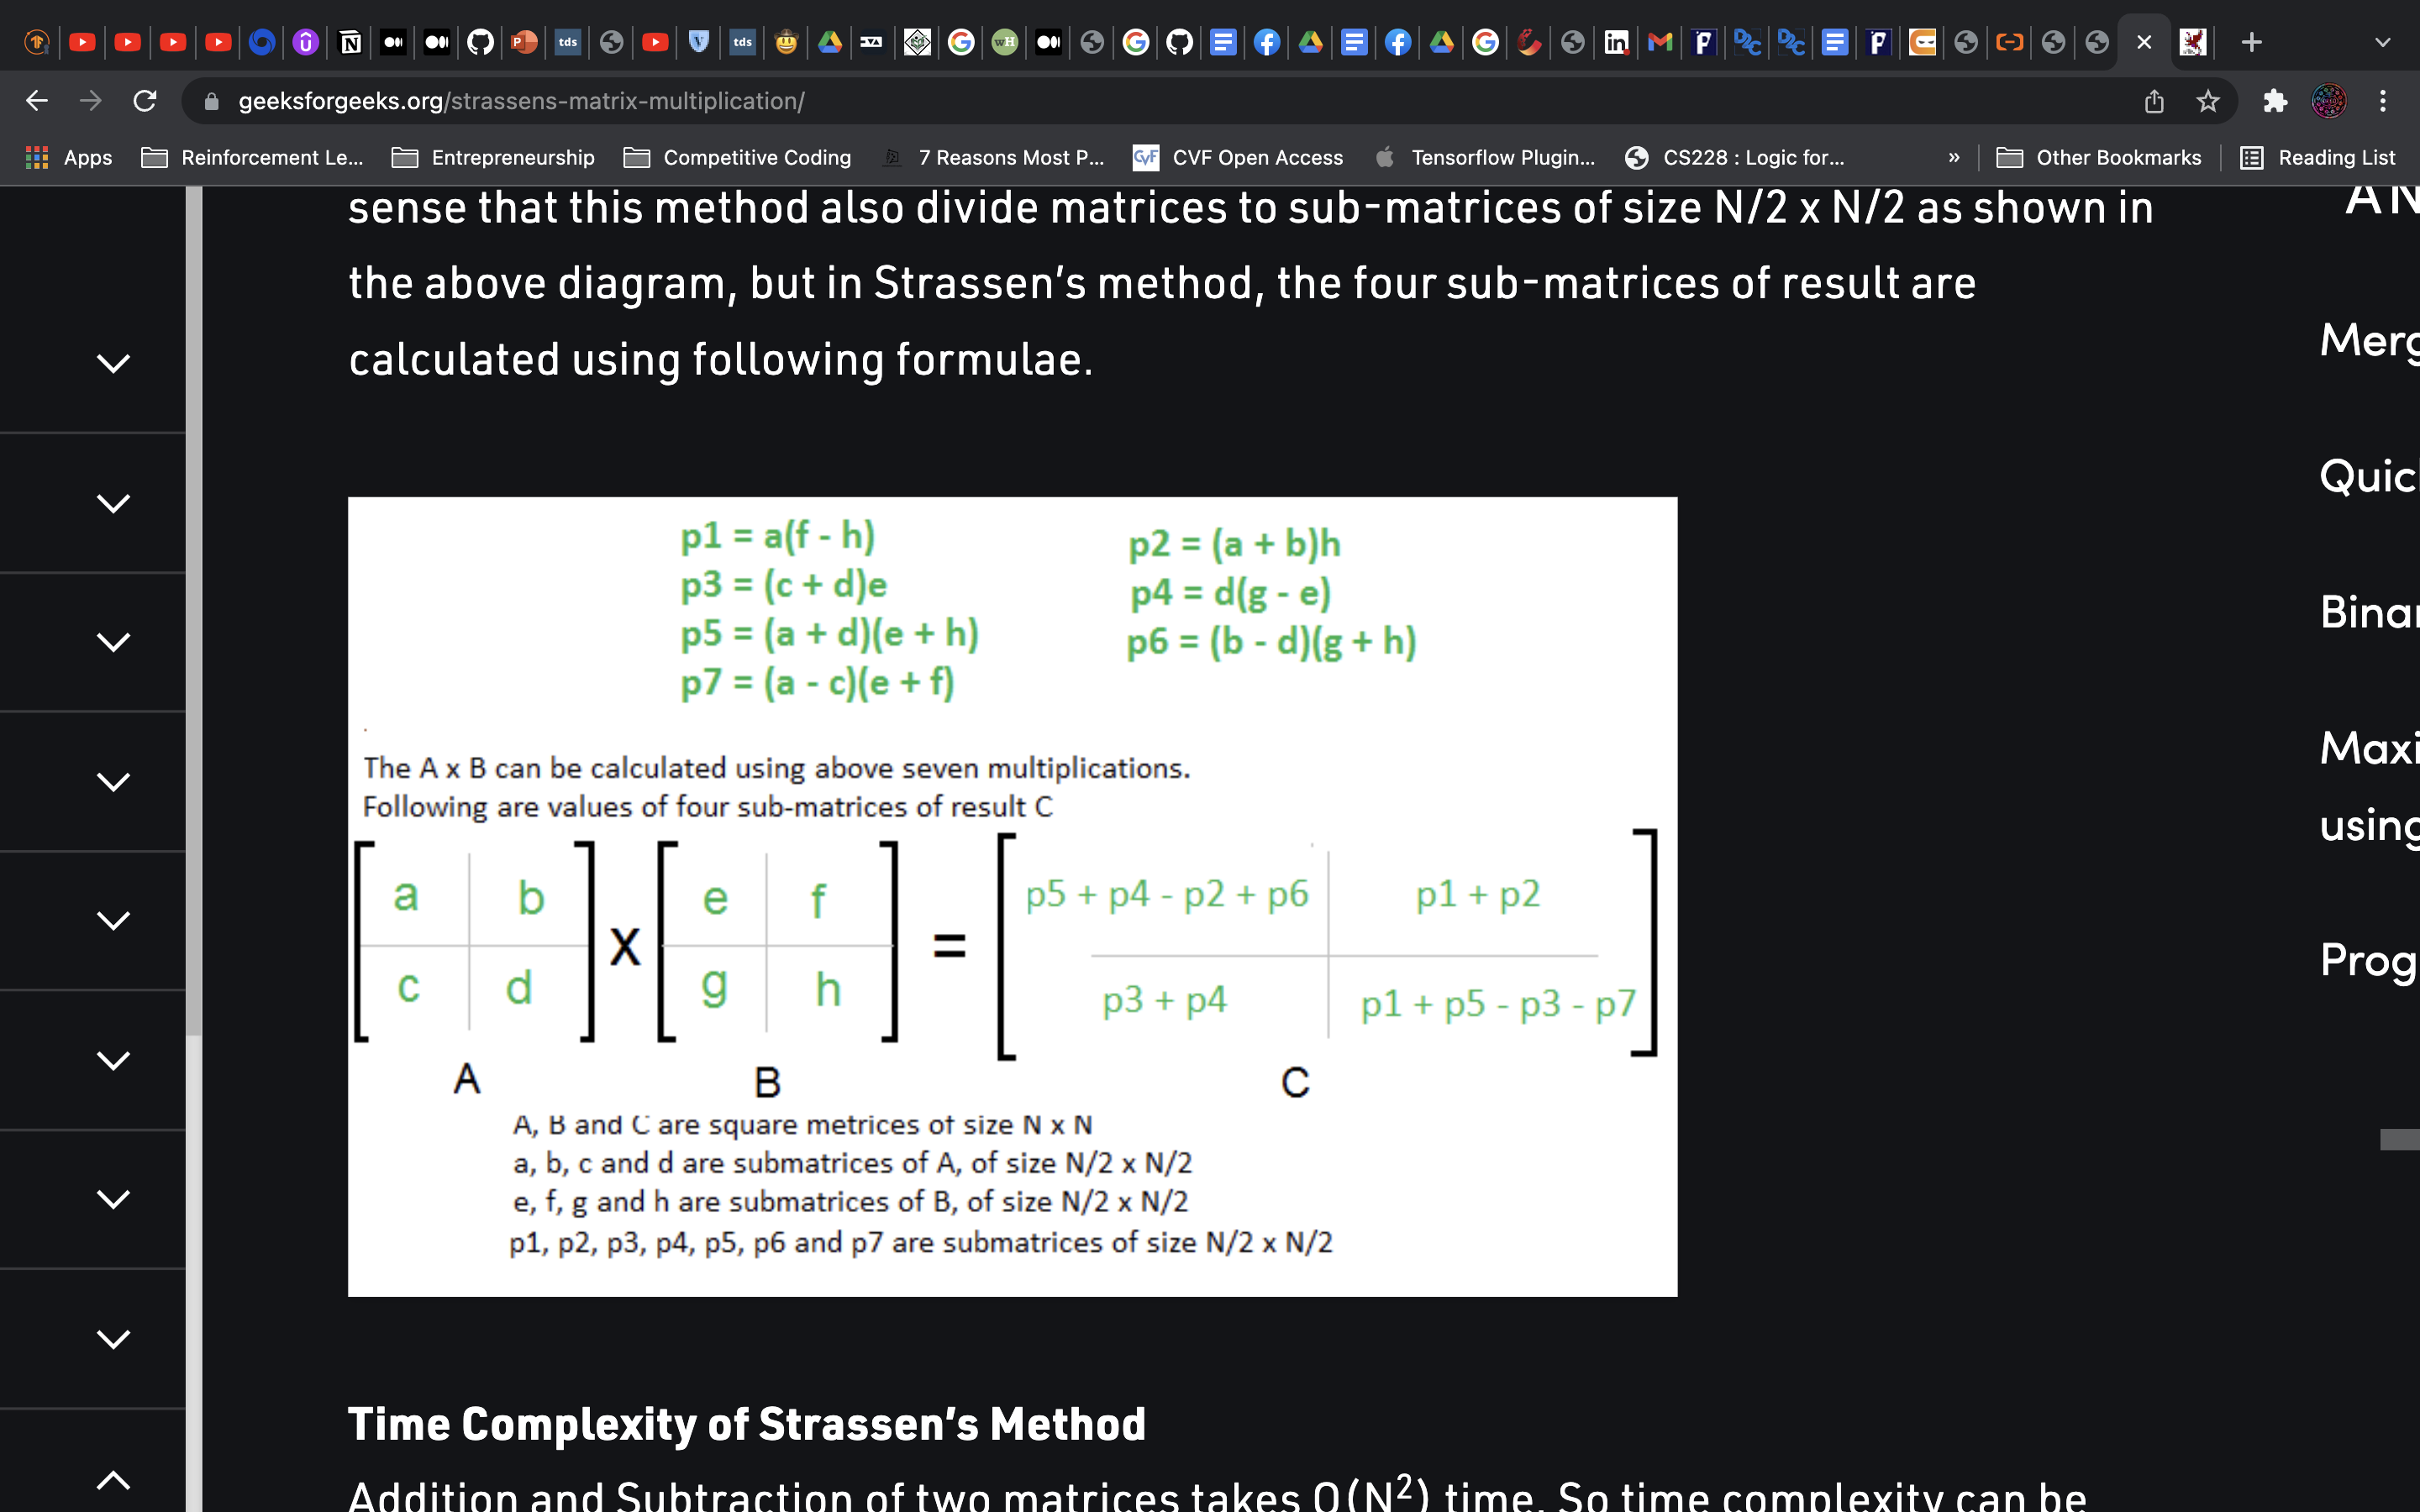 geeksforgeeks.org/strassens-matrix-multiplication/
Apps Reinforcement Le... Entrepreneurship Competitive Coding 7 Reasons Most P... CVF Open Access Tensorflow Plugin... CS228 : Logic for... » Other Bookmarks Reading List
sense that this method also divide matrices to sub-matrices of size N/2 x N/2 as shown in
the above diagram, but in Strassen's method, the four sub-matrices of result are
calculated using following formulae.
p1 = a(f - h) p2 = (a + b)h
p3 = (c + d)e p4 = d(g - e)
p5 = (a + d)(e + h) p6 = (b - d)(g + h)
p7 = (a - c)(e + f)
The A x B can be calculated using above seven multiplications.
Following are values of four sub-matrices of result C
a b e f p5 + p4 - p2 + p6 p1 + p2
X =
c d g h p3 + p4 p1 + p5 - p3 - p7
A B C
A, B and C are square metrices of size N x N
a, b, c and d are submatrices of A, of size N/2 x N/2
e, f, g and h are submatrices of B, of size N/2 x N/2
p1, p2, p3, p4, p5, p6 and p7 are submatrices of size N/2 x N/2
Time Complexity of Strassen's Method
Addition and Subtraction of two matrices takes O(N²) time. So time complexity can be
Merg
Quic
Binar
Maxi
using
Prog